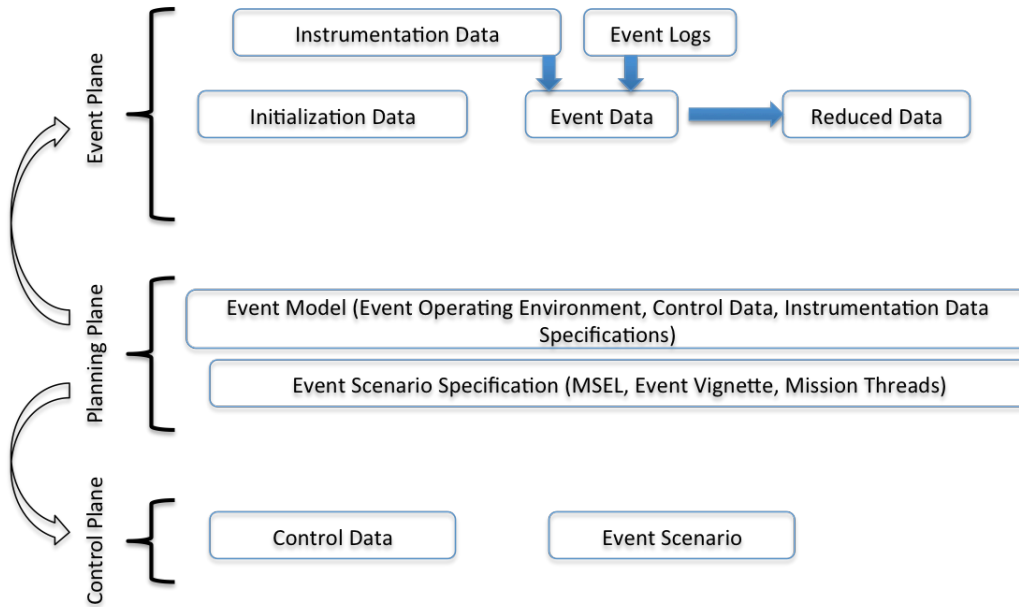 Event Plane
Instrumentation Data
Event Logs
Initialization Data
Event Data
Reduced Data
Planning Plane
Event Model (Event Operating Environment, Control Data, Instrumentation Data
Specifications)
Event Scenario Specification (MSEL, Event Vignette, Mission Threads)
Control Plane
Control Data
Event Scenario